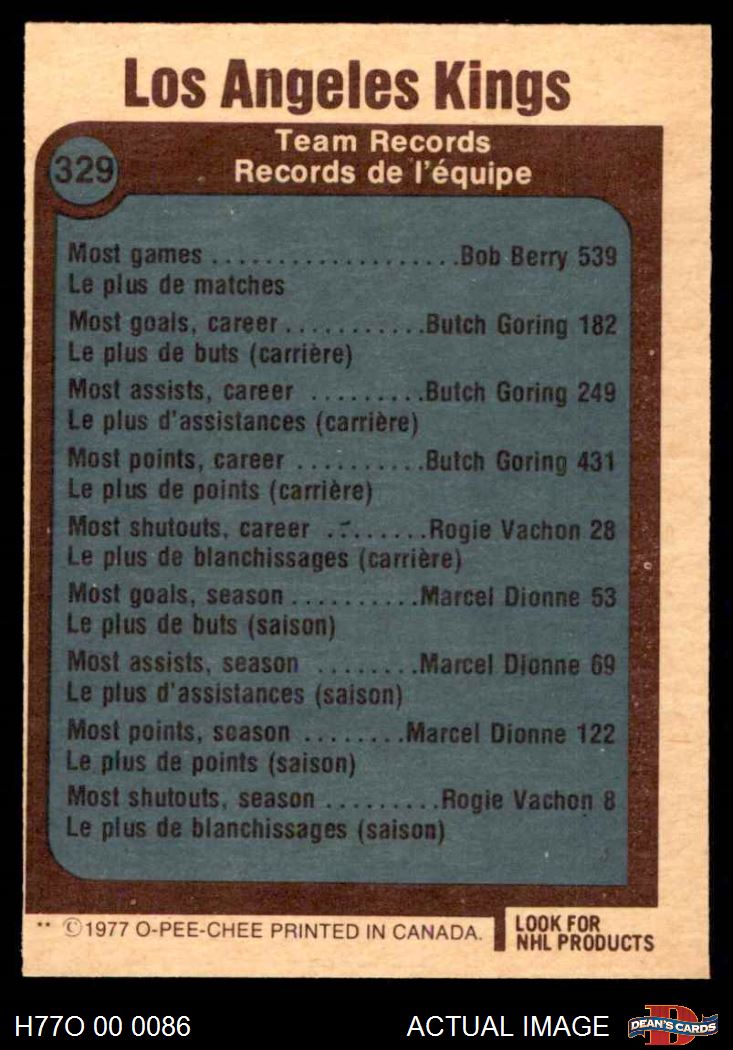 Los Angeles Kings
329
Team Records
Records de l'équipe
Most games ...................Bob Berry 539
Le plus de matches
Most goals, career ...........Butch Goring 182
Le plus de buts (carrière)
Most assists, career .........Butch Goring 249
Le plus d'assistances (carrière)
Most points, career ..........Butch Goring 431
Le plus de points (carrière)
Most shutouts, career ........Rogie Vachon 28
Le plus de blanchissages (carrière)
Most goals, season ..........Marcel Dionne 53
Le plus de buts (saison)
Most assists, season ........Marcel Dionne 69
Le plus d'assistances (saison)
Most points, season ........Marcel Dionne 122
Le plus de points (saison)
Most shutouts, season .........Rogie Vachon 8
Le plus de blanchissages (saison)
** ©1977 O-PEE-CHEE PRINTED IN CANADA.
LOOK FOR
NHL PRODUCTS
H77O 00 0086
ACTUAL IMAGE
D
DEAN'S CARDS